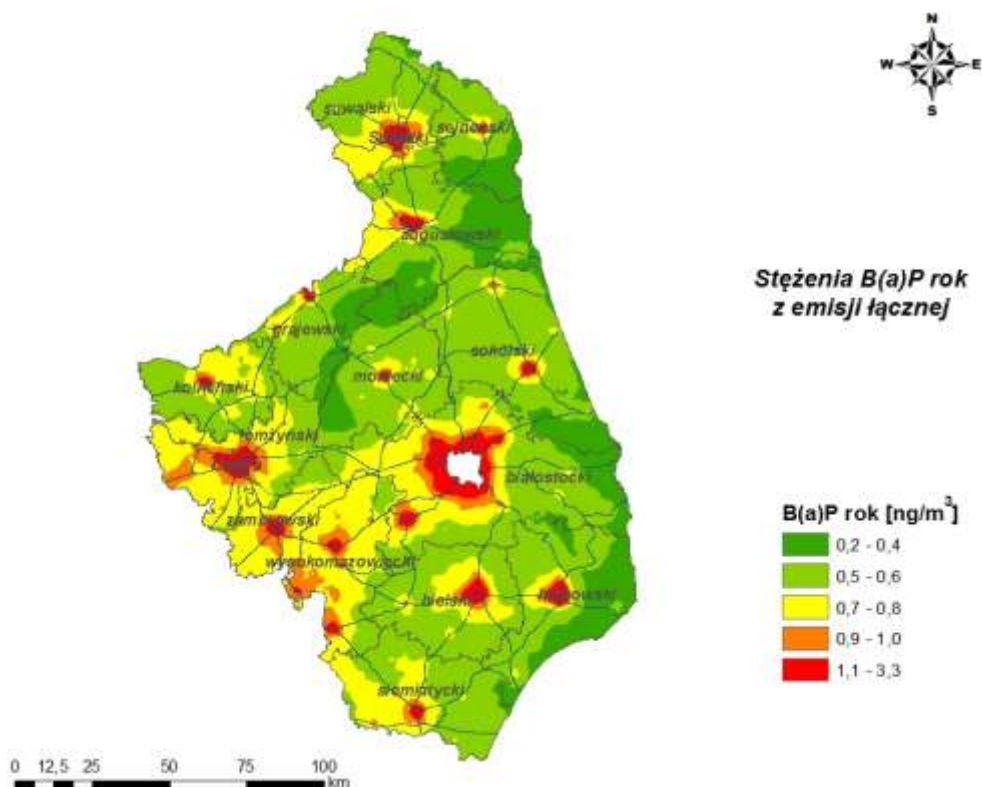 N
W E
S
suwalski
Suwałki
sejneński
augustowski
Stężenia B(a)P rok
z emisji łącznej
grajewski
sokólski
moniecki
kolneński
łomżyński
białostocki
zambrowski
B(a)P rok [ng/m³]
wysokomazowiecki
0,2 - 0,4
0,5 - 0,6
bielski
hajnowski
0,7 - 0,8
0,9 - 1,0
1,1 - 3,3
siemiatycki
0 12,5 25 50 75 100
km